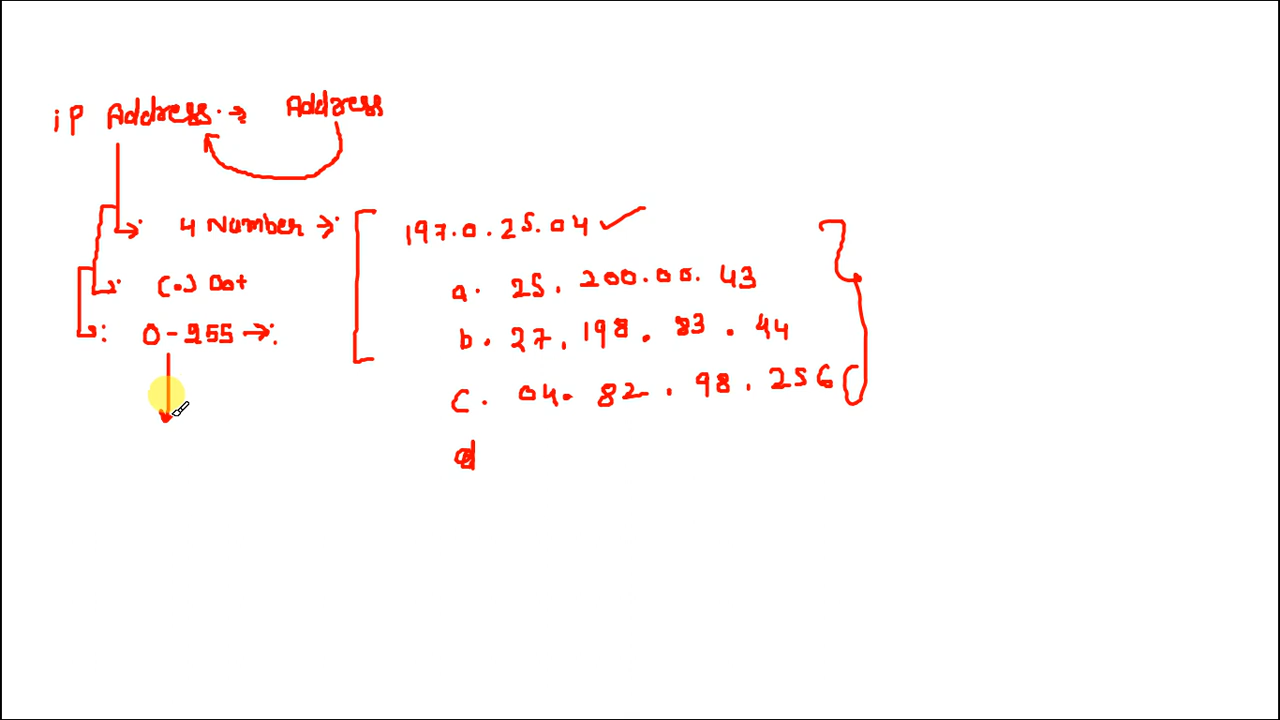 iP Address → Address
4 Number → 197.0.25.04 ✓
(.) Dot
0-255 →
a. 25.200.00.43
b. 27.198.83.44
c. 04.82.98.256
d